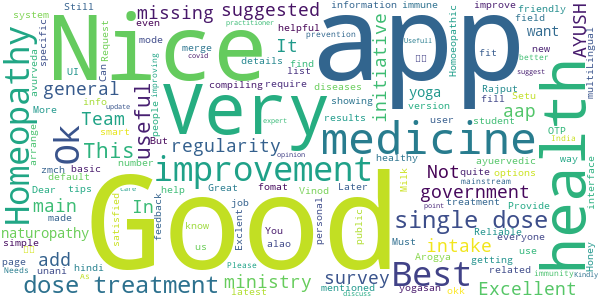 Good
app
Nice
Very
health
medicine
improvement
Best
Homeopathy
ok
single dose
dose treatment
government
Excellent
ministry
survey
intake
general
useful
missing
suggested
initiative
AYUSH
regularity
This
Team
It
In
Not
main
add
As
aap
yoga
want
naturopathy
information immune
improve
practitioner
helpful
prevention
Usefull
Homoeopathic
friendly
field
new
better
suggest
multilingual
system
Still
specific
even
mode
UI
ayurveda
Can
Request
covid
merge
details
find
list
require
compiling
fit
Rajput
fill
Setu
version
user
student
OTP
India
way
options
interface
diseases
showing
results
people
improving
info
More
arrange
update
smart
But
number
expert
opinion
zmch
basic
default
tips
Dear
made
simple
page
Needs
hindi
unani
satisfied
Care
help
feedback
Great
job
Exclent
know
us
You
alao
fomat
Vinod
Later
personal
public
Please
latest
mentioned
discuss
Milk
healthy
ayuervedic
quite
point
mainstream
treatment
Must
Provide
Reliable
everyone
use
Arogya
getting
related
yogasan
okk
immunity
Honey
Kindly